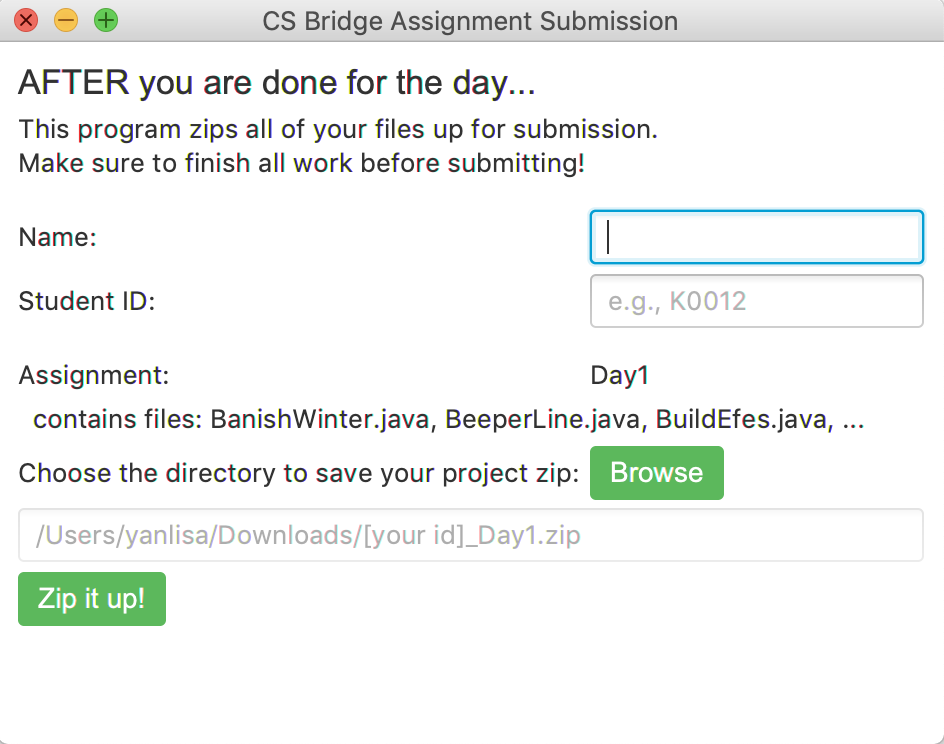 CS Bridge Assignment Submission
AFTER you are done for the day...
This program zips all of your files up for submission.
Make sure to finish all work before submitting!
Name:
Student ID: e.g., K0012
Assignment: Day1
contains files: BanishWinter.java, BeeperLine.java, BuildEfes.java, ...
Choose the directory to save your project zip: Browse
/Users/yanlisa/Downloads/[your id]_Day1.zip
Zip it up!